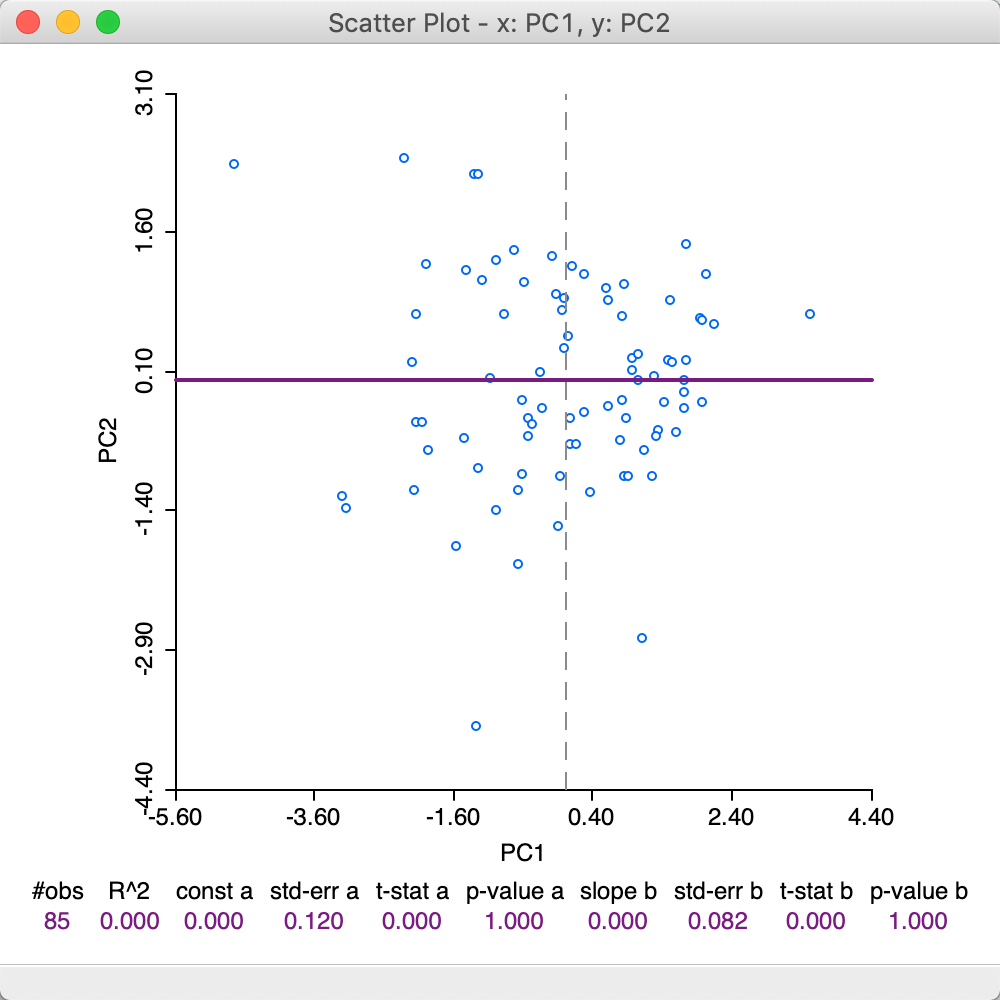 Scatter Plot - x: PC1, y: PC2
3.10
1.60
0.10
-1.40
-2.90
-4.40
PC2
-5.60 -3.60 -1.60 0.40 2.40 4.40
PC1
#obs R^2 const a std-err a t-stat a p-value a slope b std-err b t-stat b p-value b
85 0.000 0.000 0.120 0.000 1.000 0.000 0.082 0.000 1.000